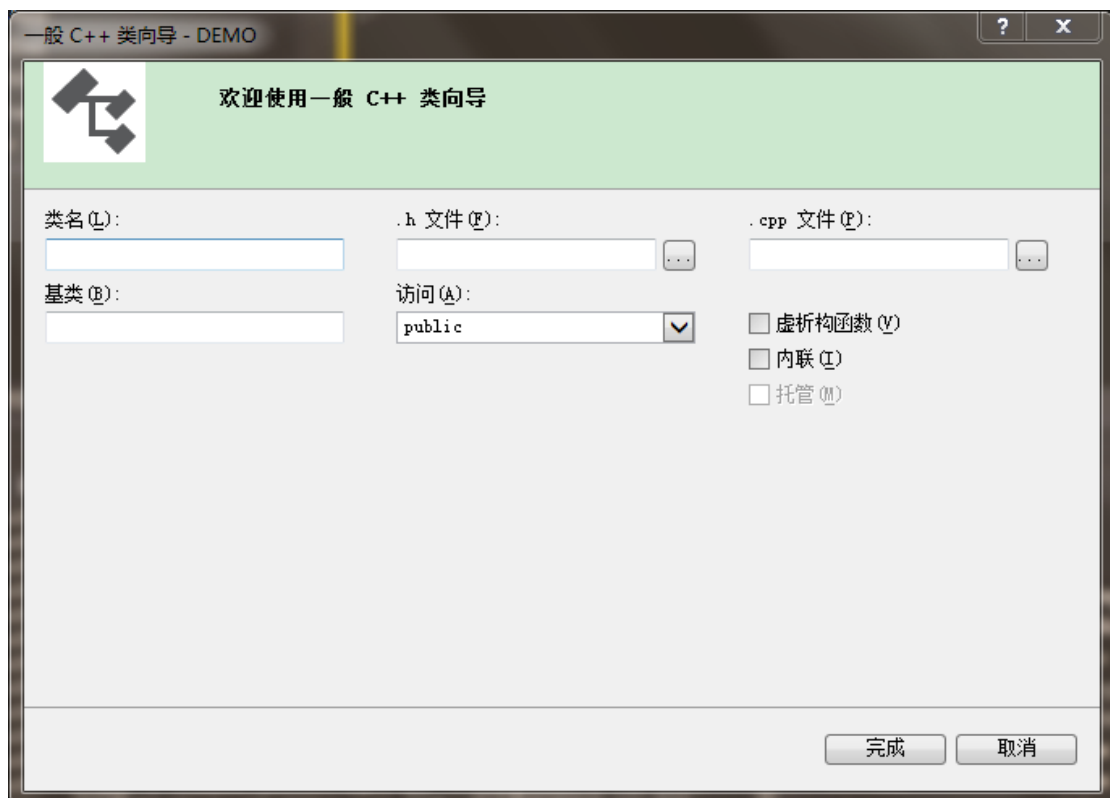 一般 C++ 类向导 - DEMO
欢迎使用一般 C++ 类向导
类名(L):
.h 文件(F):
.cpp 文件(P):
...
...
基类(B):
访问(A):
public
虚析构函数(V)
内联(I)
托管(M)
完成
取消